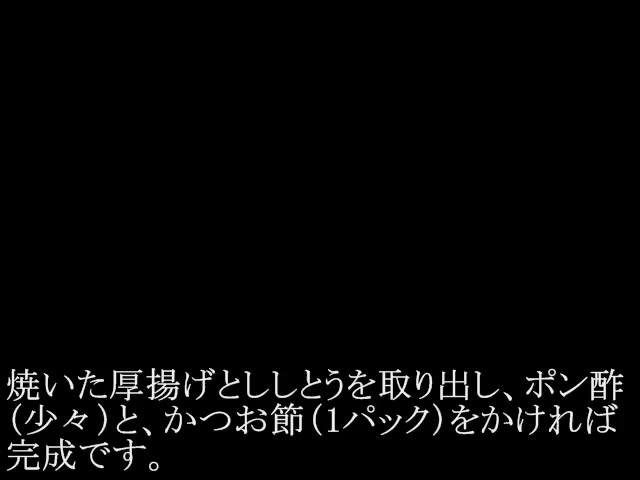 焼いた厚揚げとししとうを取り出し、ポン酢
(少々)と、かつお節(1パック)をかければ
完成です。